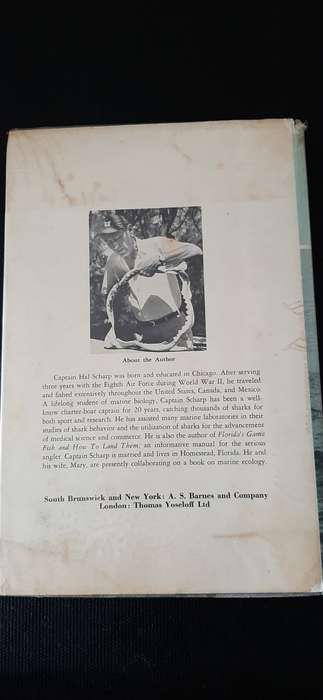 About the Author
Captain Hal Scharp was born and educated in Chicago. After serving
three years with the Eighth Air Force during World War II, he traveled
and fished extensively throughout the United States, Canada, and Mexico.
A lifelong student of marine biology, Captain Scharp has been a well-
know charter-boat captain for 20 years, catching thousands of sharks for
both sport and research. He has assisted many marine laboratories in their
studies of shark behavior and the utilization of sharks for the advancement
of medical science and commerce. He is also the author of Florida's Game
Fish and How To Land Them; an informative manual for the serious
angler. Captain Scharp is married and lives in Homestead, Florida. He and
his wife, Mary, are presently collaborating on a book on marine ecology.
South Brunswick and New York: A. S. Barnes and Company
London: Thomas Yoseloff Ltd